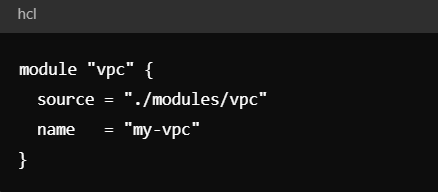 hcl
module "vpc" {
  source = "./modules/vpc"
  name   = "my-vpc"
}